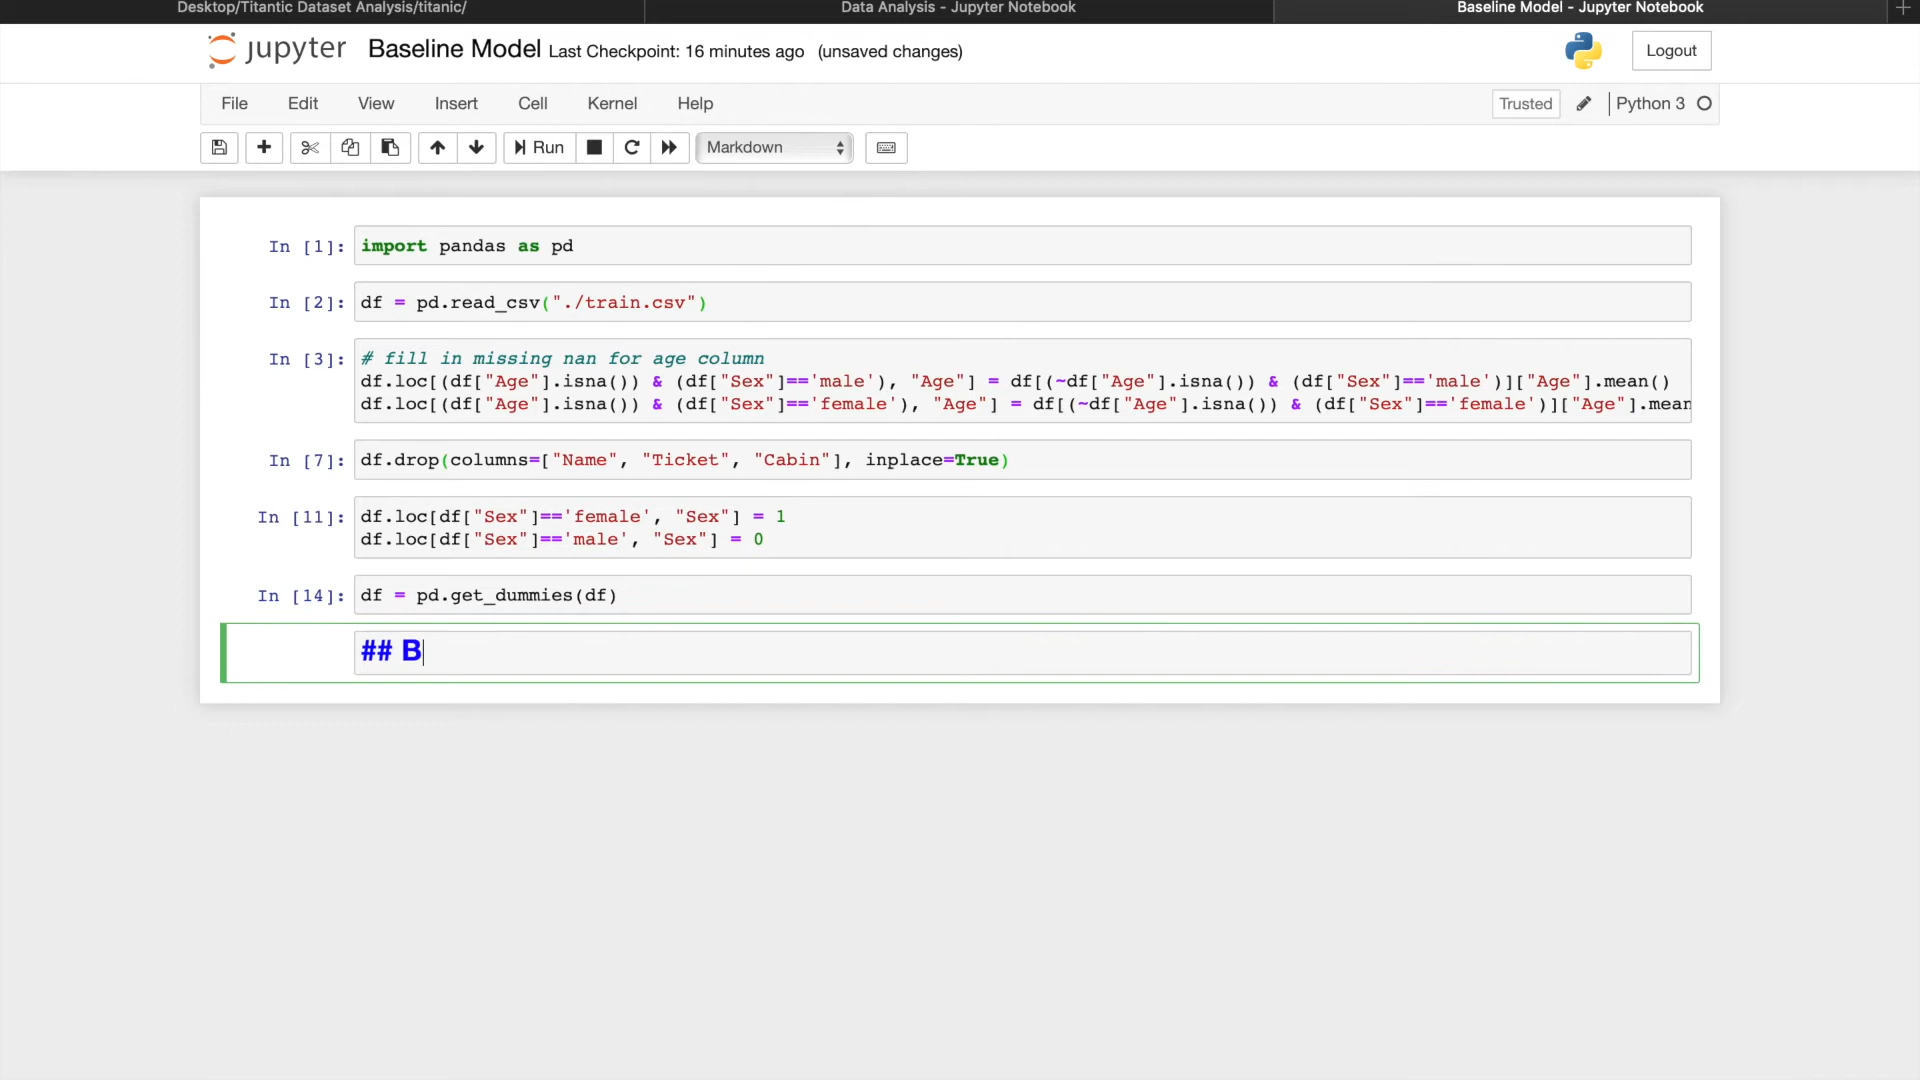 Desktop/Titantic Dataset Analysis/titanic/
Data Analysis - Jupyter Notebook
Baseline Model - Jupyter Notebook
jupyter Baseline Model Last Checkpoint: 16 minutes ago (unsaved changes)
Logout
File Edit View Insert Cell Kernel Help
Trusted
Python 3
Run
Markdown
In [1]: import pandas as pd
In [2]: df = pd.read_csv("./train.csv")
In [3]: # fill in missing nan for age column
df.loc[(df["Age"].isna()) & (df["Sex"]=='male'), "Age"] = df[(~df["Age"].isna()) & (df["Sex"]=='male')]["Age"].mean()
df.loc[(df["Age"].isna()) & (df["Sex"]=='female'), "Age"] = df[(~df["Age"].isna()) & (df["Sex"]=='female')]["Age"].mean
In [7]: df.drop(columns=["Name", "Ticket", "Cabin"], inplace=True)
In [11]: df.loc[df["Sex"]=='female', "Sex"] = 1
df.loc[df["Sex"]=='male', "Sex"] = 0
In [14]: df = pd.get_dummies(df)
## B